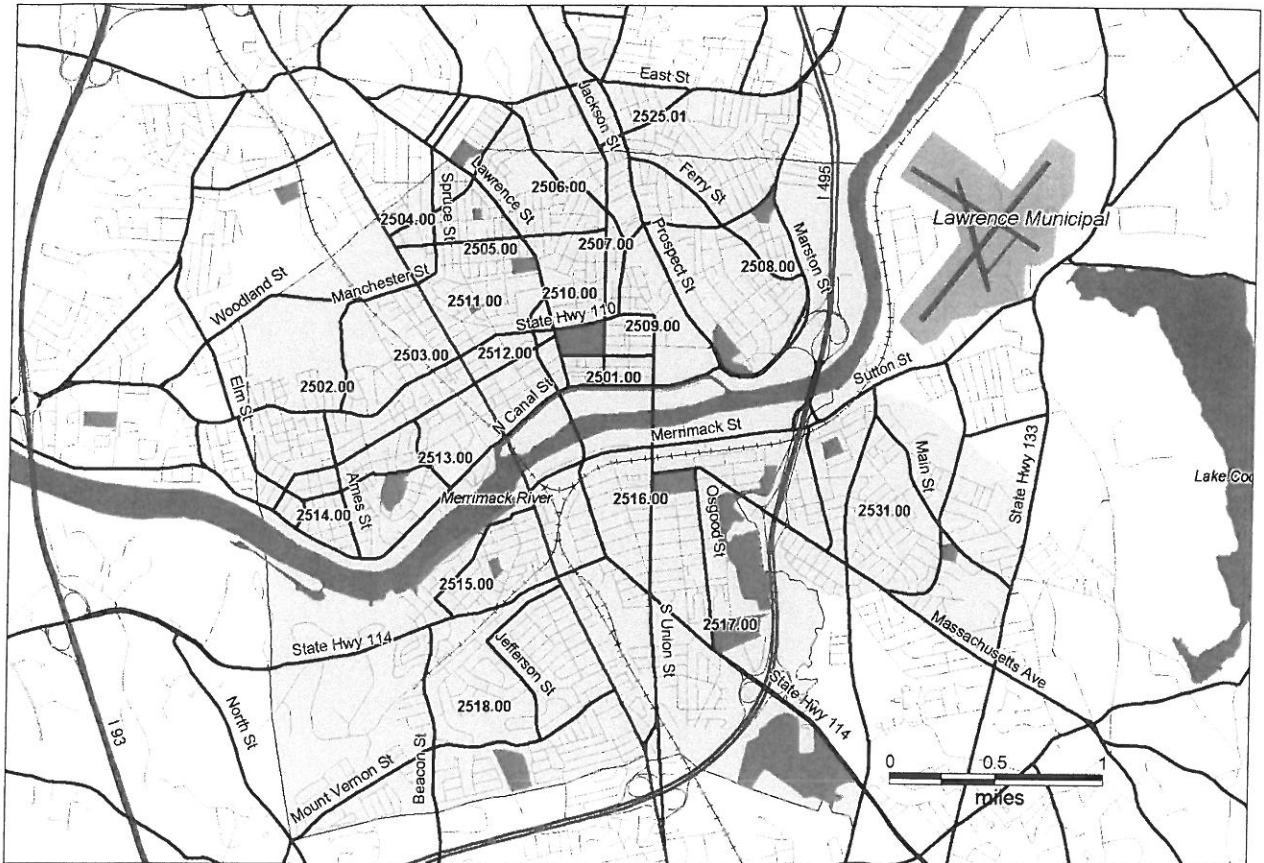 East St
Jackson St
2525.01
I 495
Lawrence St
2506.00
Ferry St
Spruce St
2504.00
Lawrence Municipal
2505.00
2507.00
Prospect St
Marston St
2508.00
Woodland St
Manchester St
2511.00
2510.00
State Hwy 110
2509.00
2503.00
2512.00
2502.00
2501.00
Elm St
N Canal St
Sutton St
Merrimack St
Main St
State Hwy 133
2513.00
Ames St
Merrimack River
2516.00
Osgood St
Lake Coc
2514.00
2531.00
2515.00
2517.00
S Union St
Massachusetts Ave
State Hwy 114
Jefferson St
State Hwy 114
2518.00
North St
I 93
Mount Vernon St
Beacon St
0 0.5 1
miles